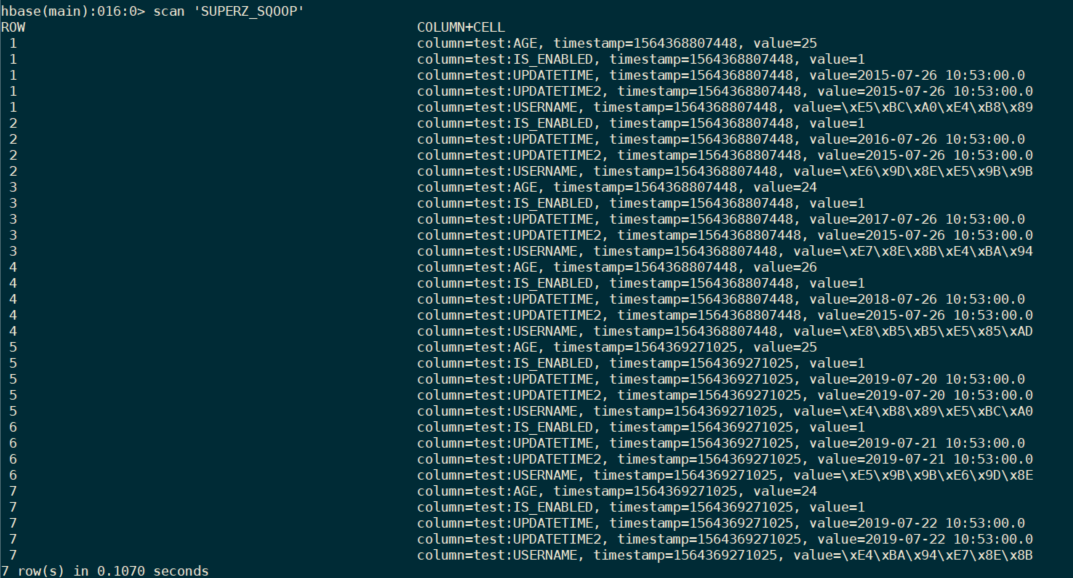 hbase(main):016:0> scan 'SUPERZ_SQOOP'
ROW COLUMN+CELL
1 column=test:AGE, timestamp=1564368807448, value=25
1 column=test:IS_ENABLED, timestamp=1564368807448, value=1
1 column=test:UPDATETIME, timestamp=1564368807448, value=2015-07-26 10:53:00.0
1 column=test:UPDATETIME2, timestamp=1564368807448, value=2015-07-26 10:53:00.0
1 column=test:USERNAME, timestamp=1564368807448, value=\xE5\xBC\xA0\xE4\xB8\x89
2 column=test:IS_ENABLED, timestamp=1564368807448, value=1
2 column=test:UPDATETIME, timestamp=1564368807448, value=2016-07-26 10:53:00.0
2 column=test:UPDATETIME2, timestamp=1564368807448, value=2015-07-26 10:53:00.0
2 column=test:USERNAME, timestamp=1564368807448, value=\xE6\x9D\x8E\xE5\x9B\x9B
3 column=test:AGE, timestamp=1564368807448, value=24
3 column=test:IS_ENABLED, timestamp=1564368807448, value=1
3 column=test:UPDATETIME, timestamp=1564368807448, value=2017-07-26 10:53:00.0
3 column=test:UPDATETIME2, timestamp=1564368807448, value=2015-07-26 10:53:00.0
3 column=test:USERNAME, timestamp=1564368807448, value=\xE7\x8E\x8B\xE4\xBA\x94
4 column=test:AGE, timestamp=1564368807448, value=26
4 column=test:IS_ENABLED, timestamp=1564368807448, value=1
4 column=test:UPDATETIME, timestamp=1564368807448, value=2018-07-26 10:53:00.0
4 column=test:UPDATETIME2, timestamp=1564368807448, value=2015-07-26 10:53:00.0
4 column=test:USERNAME, timestamp=1564368807448, value=\xE8\xB5\xB5\xE5\x85\xAD
5 column=test:AGE, timestamp=1564369271025, value=25
5 column=test:IS_ENABLED, timestamp=1564369271025, value=1
5 column=test:UPDATETIME, timestamp=1564369271025, value=2019-07-20 10:53:00.0
5 column=test:UPDATETIME2, timestamp=1564369271025, value=2019-07-20 10:53:00.0
5 column=test:USERNAME, timestamp=1564369271025, value=\xE4\xB8\x89\xE5\xBC\xA0
6 column=test:IS_ENABLED, timestamp=1564369271025, value=1
6 column=test:UPDATETIME, timestamp=1564369271025, value=2019-07-21 10:53:00.0
6 column=test:UPDATETIME2, timestamp=1564369271025, value=2019-07-21 10:53:00.0
6 column=test:USERNAME, timestamp=1564369271025, value=\xE5\x9B\x9B\xE6\x9D\x8E
7 column=test:AGE, timestamp=1564369271025, value=24
7 column=test:IS_ENABLED, timestamp=1564369271025, value=1
7 column=test:UPDATETIME, timestamp=1564369271025, value=2019-07-22 10:53:00.0
7 column=test:UPDATETIME2, timestamp=1564369271025, value=2019-07-22 10:53:00.0
7 column=test:USERNAME, timestamp=1564369271025, value=\xE4\xBA\x94\xE7\x8E\x8B
7 row(s) in 0.1070 seconds